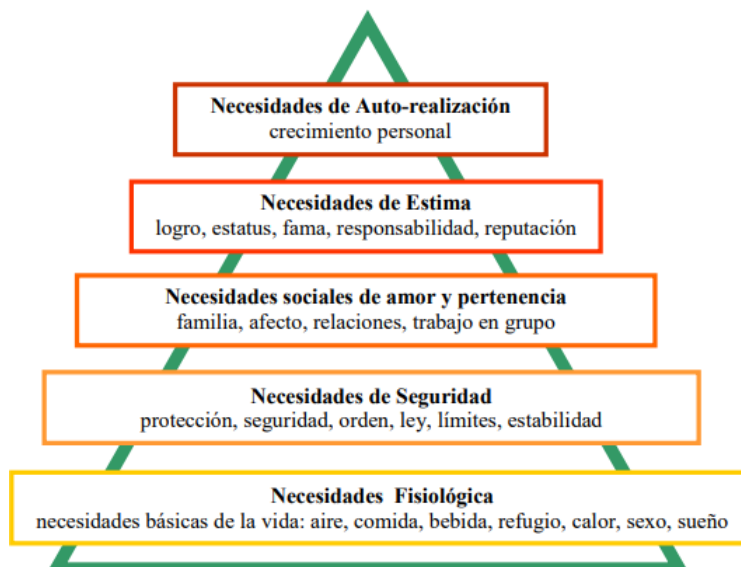 Necesidades de Auto-realización
crecimiento personal
Necesidades de Estima
logro, estatus, fama, responsabilidad, reputación
Necesidades sociales de amor y pertenencia
familia, afecto, relaciones, trabajo en grupo
Necesidades de Seguridad
protección, seguridad, orden, ley, límites, estabilidad
Necesidades Fisiológica
necesidades básicas de la vida: aire, comida, bebida, refugio, calor, sexo, sueño